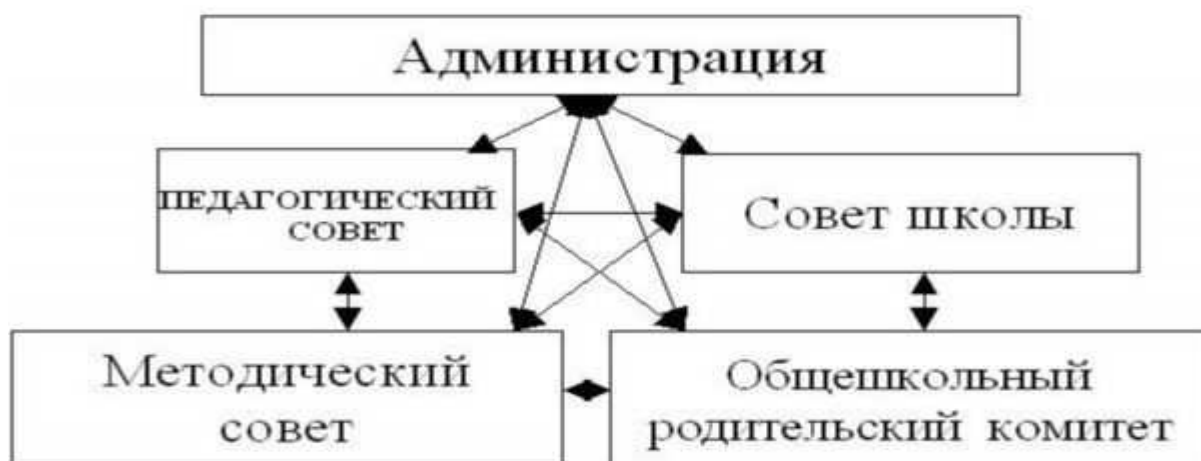 Администрация
ПЕДАГОГИЧЕСКИЙ
СОВЕТ
Совет школы
Методический
совет
Общешкольный
родительский комитет